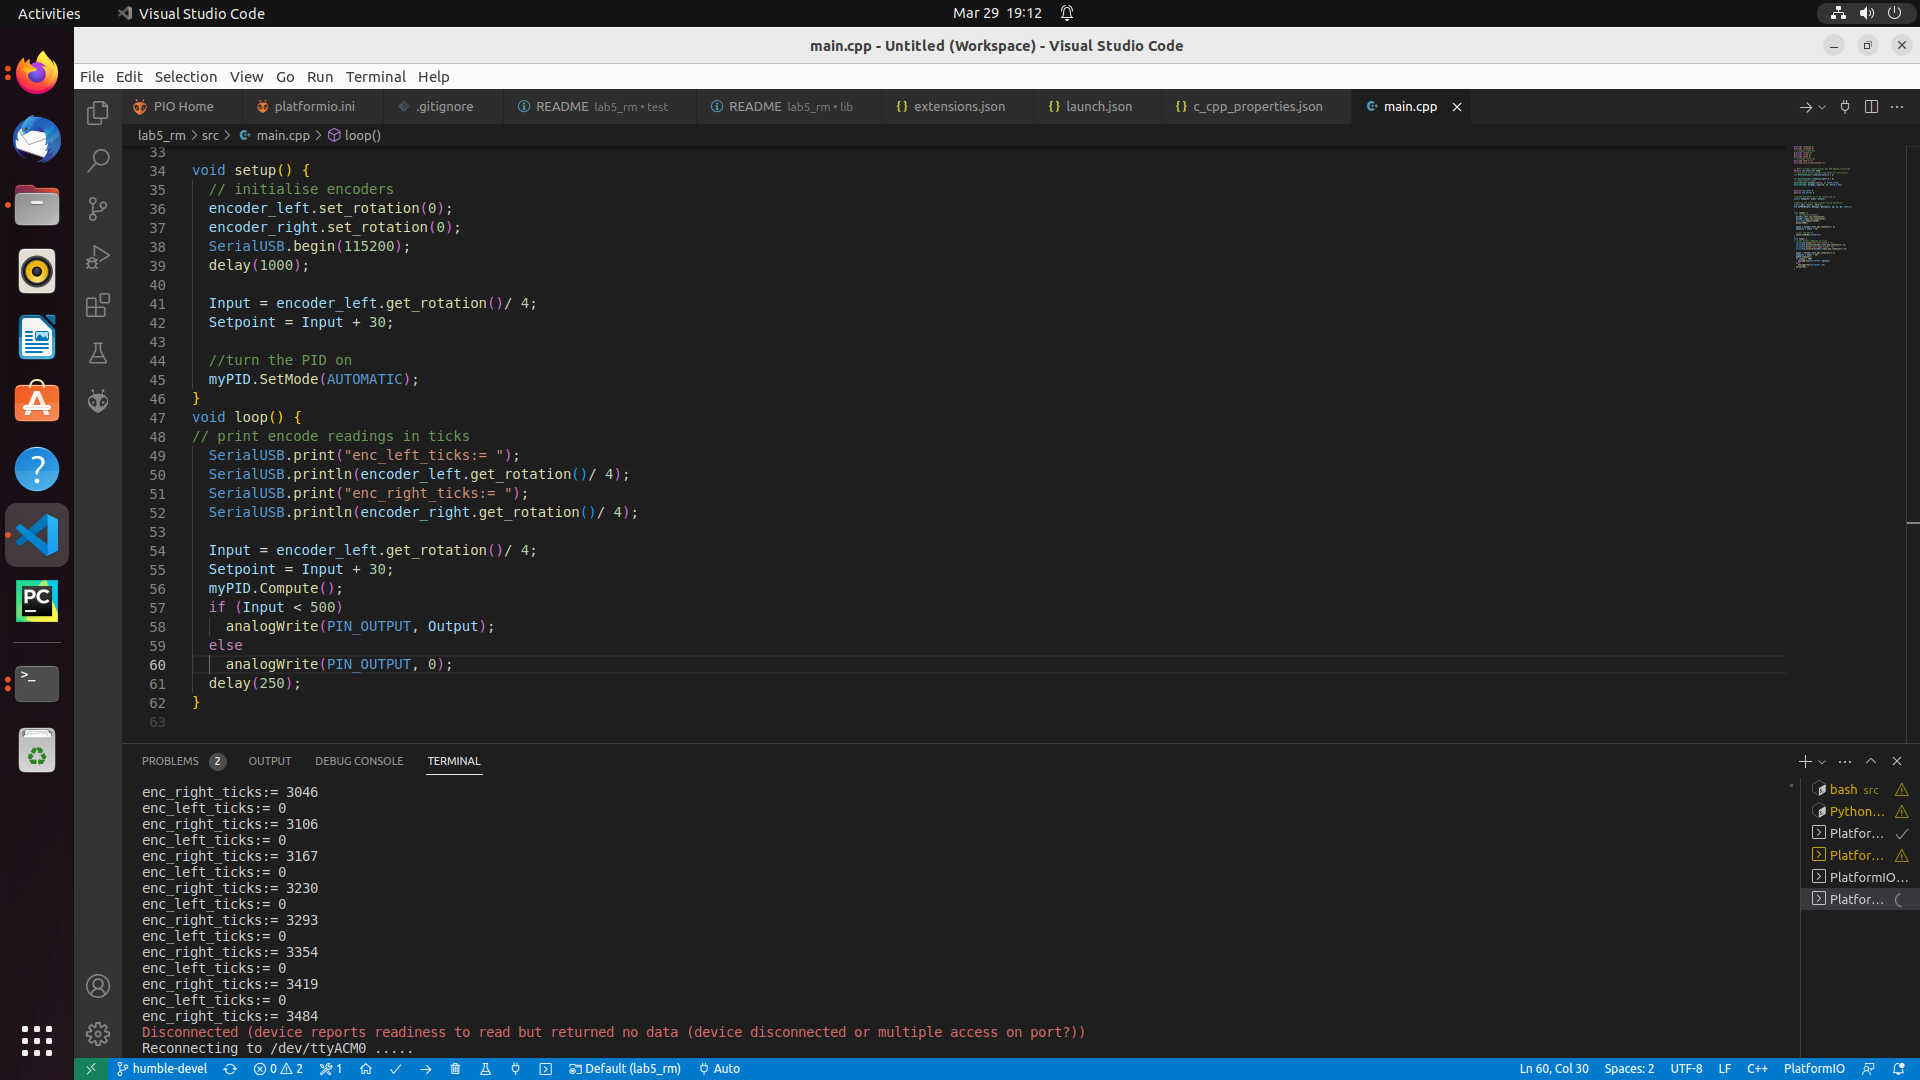 Activities
Visual Studio Code
Mar 29 19:12
main.cpp - Untitled (Workspace) - Visual Studio Code
File Edit Selection View Go Run Terminal Help
PIO Home
platformio.ini
.gitignore
README lab5_rm • test
README lab5_rm • lib
{} extensions.json
{} launch.json
{} c_cpp_properties.json
main.cpp
lab5_rm > src > main.cpp > loop()
33
34 void setup() {
35 // initialise encoders
36 encoder_left.set_rotation(0);
37 encoder_right.set_rotation(0);
38 SerialUSB.begin(115200);
39 delay(1000);
40
41 Input = encoder_left.get_rotation()/ 4;
42 Setpoint = Input + 30;
43
44 //turn the PID on
45 myPID.SetMode(AUTOMATIC);
46 }
47 void loop() {
48 // print encode readings in ticks
49 SerialUSB.print("enc_left_ticks:= ");
50 SerialUSB.println(encoder_left.get_rotation()/ 4);
51 SerialUSB.print("enc_right_ticks:= ");
52 SerialUSB.println(encoder_right.get_rotation()/ 4);
53
54 Input = encoder_left.get_rotation()/ 4;
55 Setpoint = Input + 30;
56 myPID.Compute();
57 if (Input < 500)
58 analogWrite(PIN_OUTPUT, Output);
59 else
60 analogWrite(PIN_OUTPUT, 0);
61 delay(250);
62 }
63
PROBLEMS 2 OUTPUT DEBUG CONSOLE TERMINAL
enc_right_ticks:= 3046
enc_left_ticks:= 0
enc_right_ticks:= 3106
enc_left_ticks:= 0
enc_right_ticks:= 3167
enc_left_ticks:= 0
enc_right_ticks:= 3230
enc_left_ticks:= 0
enc_right_ticks:= 3293
enc_left_ticks:= 0
enc_right_ticks:= 3354
enc_left_ticks:= 0
enc_right_ticks:= 3419
enc_left_ticks:= 0
enc_right_ticks:= 3484
Disconnected (device reports readiness to read but returned no data (device disconnected or multiple access on port?))
Reconnecting to /dev/ttyACM0 .....
bash src
Python...
Platfor...
Platfor...
PlatformIO...
Platfor...
PC
humble-devel
0 2
1
Default (lab5_rm)
Auto
Ln 60, Col 30
Spaces: 2
UTF-8
LF
C++
PlatformIO